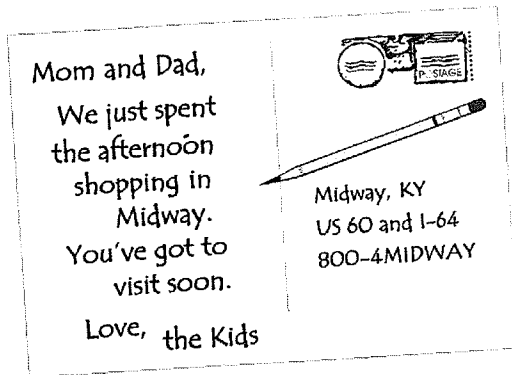 Mom and Dad,
We just spent
the afternoon
shopping in
Midway.
You've got to
visit soon.
Love, the Kids
POSTAGE
Midway, KY
US 60 and I-64
800-4MIDWAY